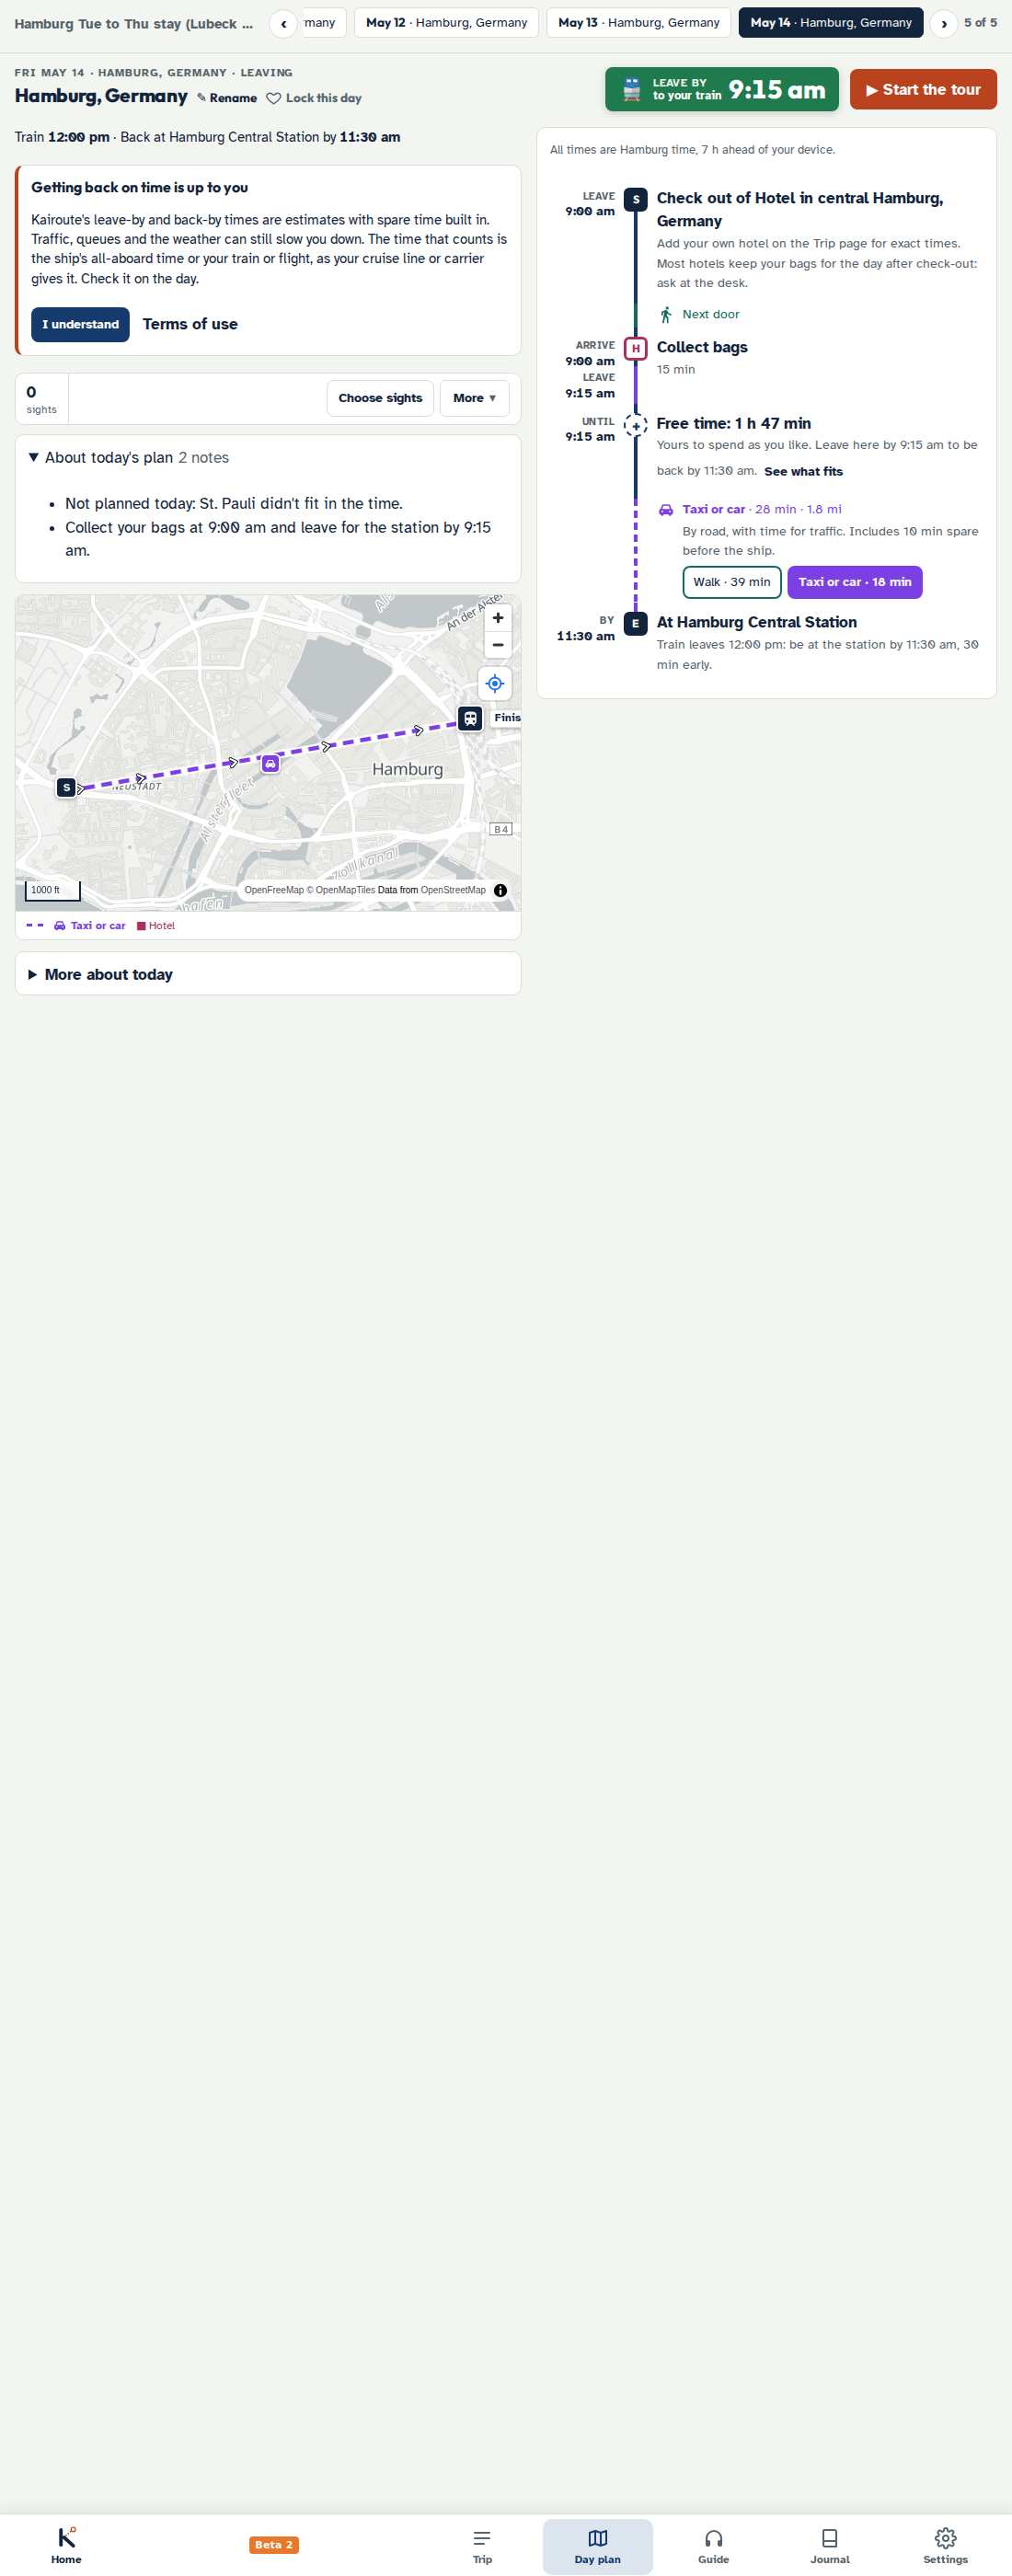 Hamburg Tue to Thu stay (Lubeck ...
‹
many
May 12 · Hamburg, Germany
May 13 · Hamburg, Germany
May 14 · Hamburg, Germany
›
5 of 5
FRI MAY 14 · HAMBURG, GERMANY · LEAVING
Hamburg, Germany
✎ Rename
Lock this day
LEAVE BY
to your train
9:15 am
▶ Start the tour
Train 12:00 pm · Back at Hamburg Central Station by 11:30 am
Getting back on time is up to you
Kairoute's leave-by and back-by times are estimates with spare time built in.
Traffic, queues and the weather can still slow you down. The time that counts is
the ship's all-aboard time or your train or flight, as your cruise line or carrier
gives it. Check it on the day.
I understand
Terms of use
0
sights
Choose sights
More ▼
▼ About today's plan 2 notes
• Not planned today: St. Pauli didn't fit in the time.
• Collect your bags at 9:00 am and leave for the station by 9:15
am.
An der Alster
+
−
Finis
Hamburg
S
NEUSTADT
Alsterfleet
B 4
Zollkanal
1000 ft
OpenFreeMap © OpenMapTiles Data from OpenStreetMap
Taxi or car
Hotel
▶ More about today
All times are Hamburg time, 7 h ahead of your device.
LEAVE
9:00 am
S
Check out of Hotel in central Hamburg,
Germany
Add your own hotel on the Trip page for exact times.
Most hotels keep your bags for the day after check-out:
ask at the desk.
Next door
ARRIVE
9:00 am
LEAVE
9:15 am
H
Collect bags
15 min
UNTIL
9:15 am
+
Free time: 1 h 47 min
Yours to spend as you like. Leave here by 9:15 am to be
back by 11:30 am. See what fits
Taxi or car · 28 min · 1.8 mi
By road, with time for traffic. Includes 10 min spare
before the ship.
Walk · 39 min
Taxi or car · 18 min
BY
11:30 am
E
At Hamburg Central Station
Train leaves 12:00 pm: be at the station by 11:30 am, 30
min early.
Home
Beta 2
Trip
Day plan
Guide
Journal
Settings